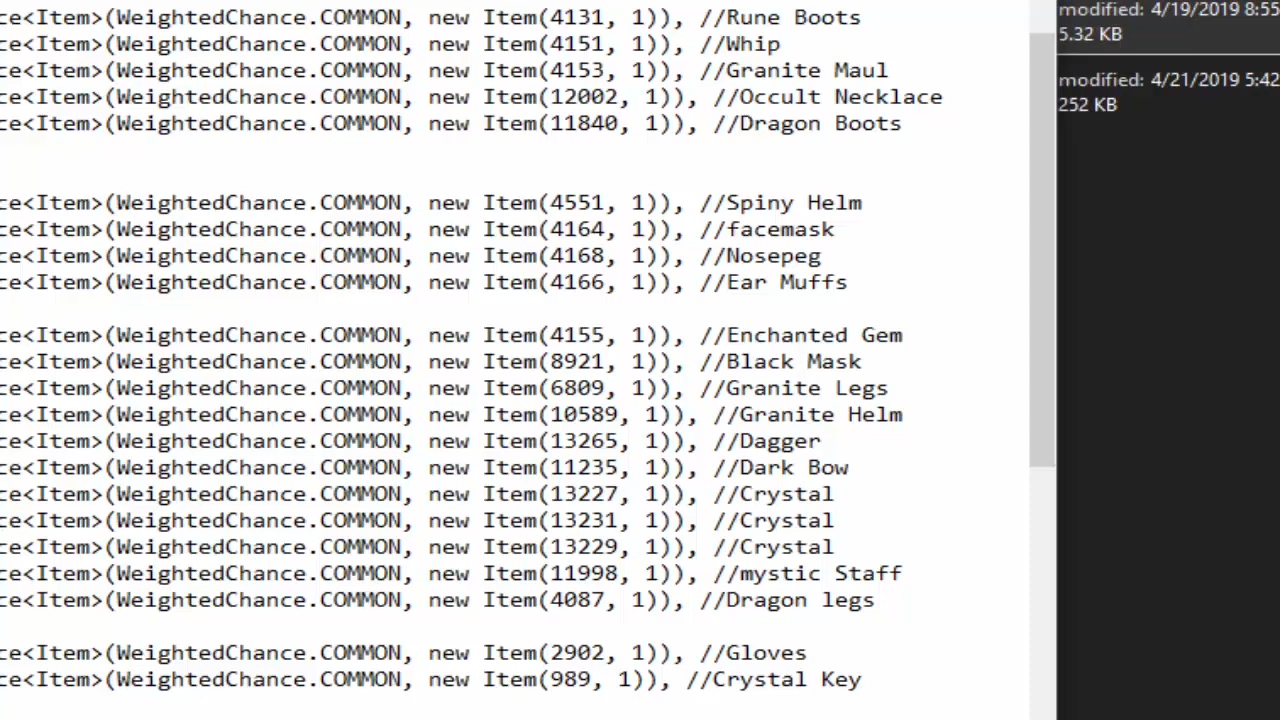 ce<Item>(WeightedChance.COMMON, new Item(4131, 1)), //Rune Boots
ce<Item>(WeightedChance.COMMON, new Item(4151, 1)), //Whip
ce<Item>(WeightedChance.COMMON, new Item(4153, 1)), //Granite Maul
ce<Item>(WeightedChance.COMMON, new Item(12002, 1)), //Occult Necklace
ce<Item>(WeightedChance.COMMON, new Item(11840, 1)), //Dragon Boots
ce<Item>(WeightedChance.COMMON, new Item(4551, 1)), //Spiny Helm
ce<Item>(WeightedChance.COMMON, new Item(4164, 1)), //facemask
ce<Item>(WeightedChance.COMMON, new Item(4168, 1)), //Nosepeg
ce<Item>(WeightedChance.COMMON, new Item(4166, 1)), //Ear Muffs
ce<Item>(WeightedChance.COMMON, new Item(4155, 1)), //Enchanted Gem
ce<Item>(WeightedChance.COMMON, new Item(8921, 1)), //Black Mask
ce<Item>(WeightedChance.COMMON, new Item(6809, 1)), //Granite Legs
ce<Item>(WeightedChance.COMMON, new Item(10589, 1)), //Granite Helm
ce<Item>(WeightedChance.COMMON, new Item(13265, 1)), //Dagger
ce<Item>(WeightedChance.COMMON, new Item(11235, 1)), //Dark Bow
ce<Item>(WeightedChance.COMMON, new Item(13227, 1)), //Crystal
ce<Item>(WeightedChance.COMMON, new Item(13231, 1)), //Crystal
ce<Item>(WeightedChance.COMMON, new Item(13229, 1)), //Crystal
ce<Item>(WeightedChance.COMMON, new Item(11998, 1)), //mystic Staff
ce<Item>(WeightedChance.COMMON, new Item(4087, 1)), //Dragon legs
ce<Item>(WeightedChance.COMMON, new Item(2902, 1)), //Gloves
ce<Item>(WeightedChance.COMMON, new Item(989, 1)), //Crystal Key
modified: 4/19/2019 8:55
5.32 KB
modified: 4/21/2019 5:42
252 KB